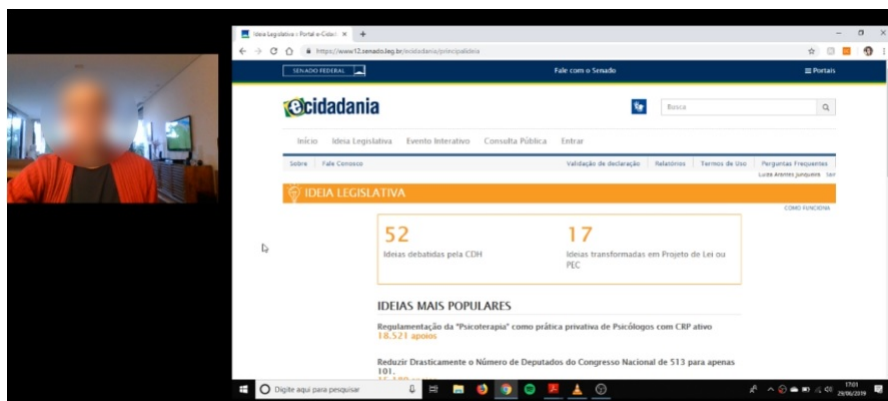 Ideia Legislativa :: Portal e-Cidad
https://www12.senado.leg.br/ecidadania/principalideia
SENADO FEDERAL
Fale com o Senado
Portais
ecidadania
Busca
Início Ideia Legislativa Evento Interativo Consulta Pública Entrar
Sobre Fale Conosco Validação de declaração Relatórios Termos de Uso Perguntas Frequentes
Luiza Arantes Junqueira Sair
IDEIA LEGISLATIVA
COMO FUNCIONA
52
Ideias debatidas pela CDH
17
Ideias transformadas em Projeto de Lei ou
PEC
IDEIAS MAIS POPULARES
Regulamentação da "Psicoterapia" como prática privativa de Psicólogos com CRP ativo
18.521 apoios
Reduzir Drasticamente o Número de Deputados do Congresso Nacional de 513 para apenas
101.
Digite aqui para pesquisar
17:01
29/06/2019